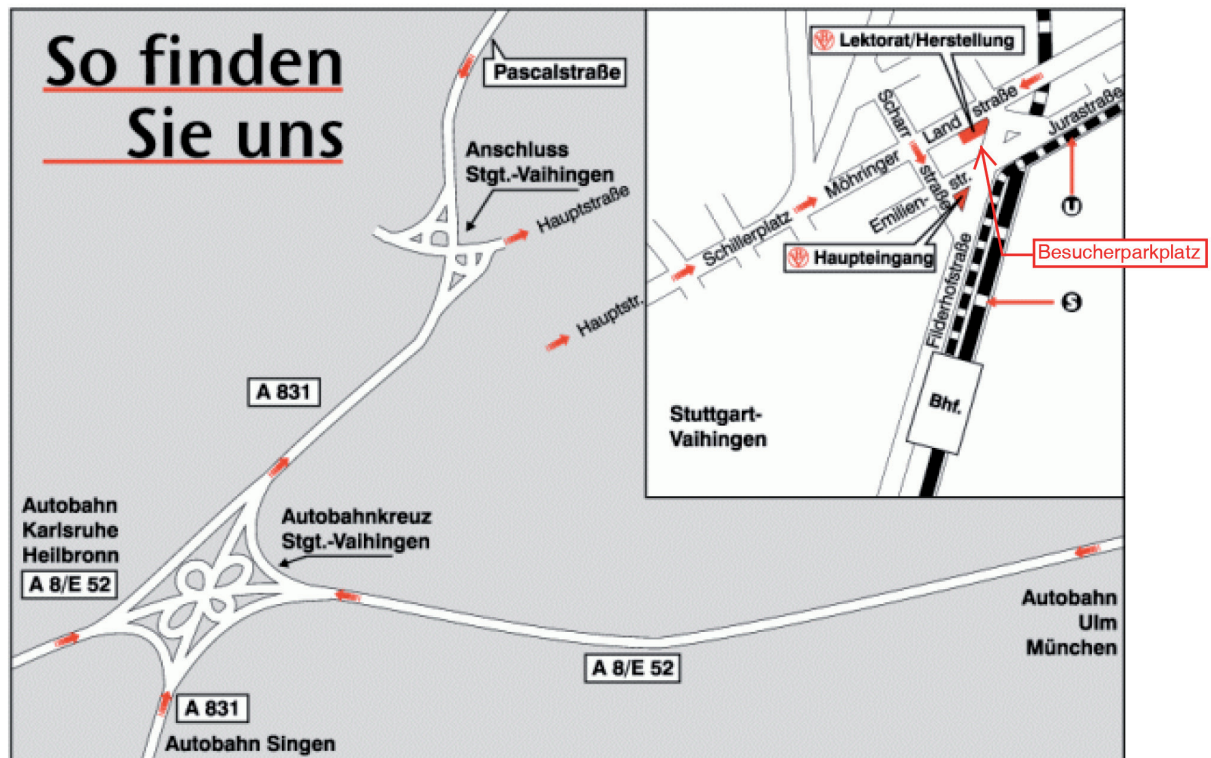 So finden
Sie uns
Pascalstraße
Anschluss
Stgt.-Vaihingen
Hauptstraße
Hauptstr.
A 831
Autobahn
Karlsruhe
Heilbronn
A 8/E 52
Autobahnkreuz
Stgt.-Vaihingen
A 8/E 52
Autobahn
Ulm
München
A 831
Autobahn Singen
Lektorat/Herstellung
Scharr
straße
Land
straße
Jurastraße
Möhringer
Schillerplatz
Emilien-
str.
Haupteingang
Besucherparkplatz
U
S
Filderhofstraße
Bhf.
Stuttgart-
Vaihingen